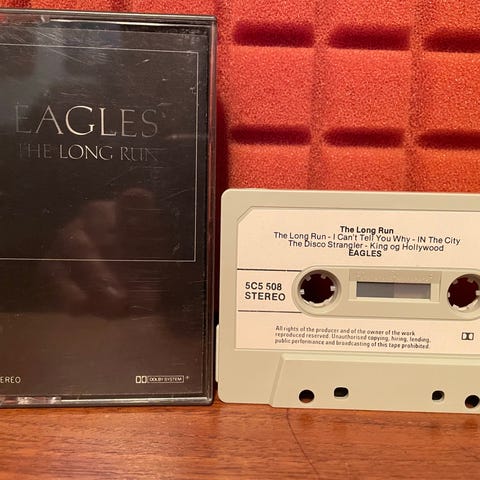 EAGLES
THE LONG RUN
EREO
DOLBY SYSTEM
The Long Run
The Long Run - I Can't Tell You Why - IN The City
The Disco Strangler - King og Hollywood
EAGLES
5C5 508
STEREO
All rights of the producer and of the owner of the work
reproduced reserved. Unauthorised copying, hiring, lending,
public performance and broadcasting of this tape prohibited.